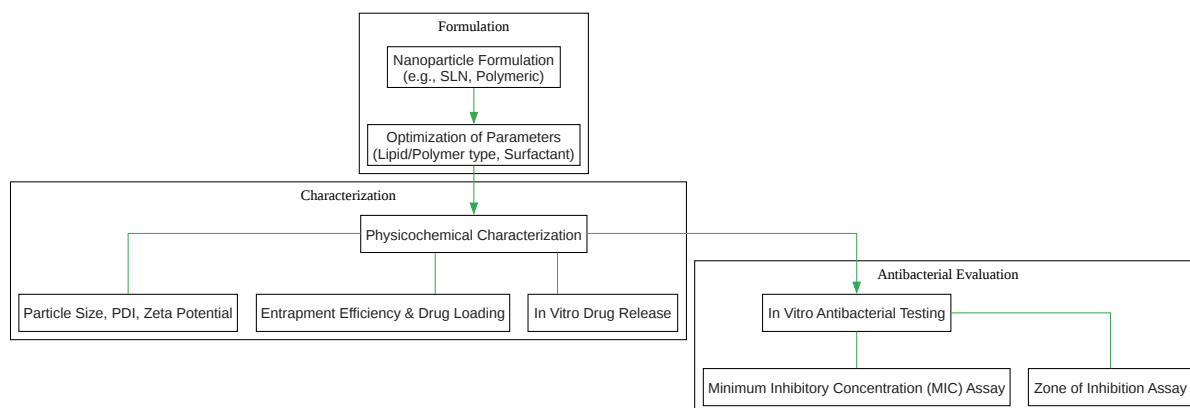 Formulation
Nanoparticle Formulation
(e.g., SLN, Polymeric)
Optimization of Parameters
(Lipid/Polymer type, Surfactant)
Characterization
Physicochemical Characterization
Particle Size, PDI, Zeta Potential
Entrapment Efficiency & Drug Loading
In Vitro Drug Release
Antibacterial Evaluation
In Vitro Antibacterial Testing
Minimum Inhibitory Concentration (MIC) Assay
Zone of Inhibition Assay